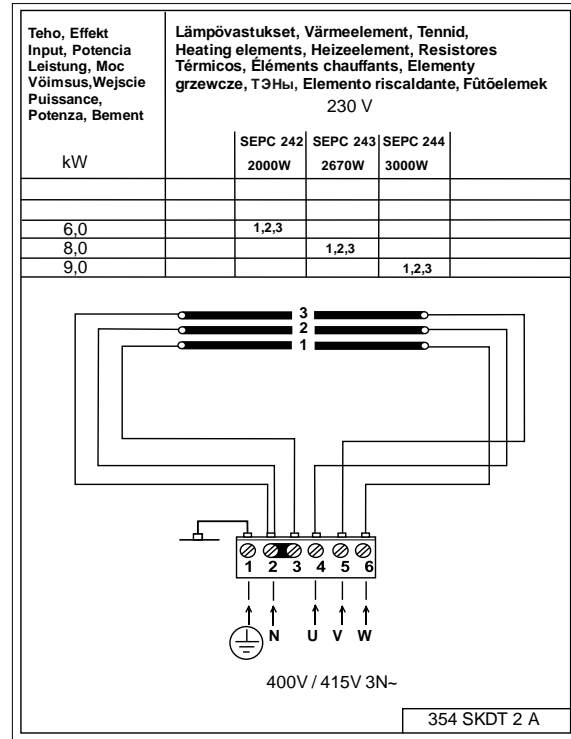 Teho, Effekt
Input, Potencia
Leistung, Moc
Vöimsus,Wejscie
Puissance,
Potenza, Bement
kW
Lämpövastukset, Värmeelement, Tennid,
Heating elements, Heizeelement, Resistores
Térmicos, Éléments chauffants, Elementy
grzewcze, ТЭНы, Elemento riscaldante, Fûtõelemek
230 V
SEPC 242 SEPC 243 SEPC 244
2000W 2670W 3000W
6,0 1,2,3
8,0 1,2,3
9,0 1,2,3
3
2
1
1 2 3 4 5 6
N U V W
400V / 415V 3N~
354 SKDT 2 A